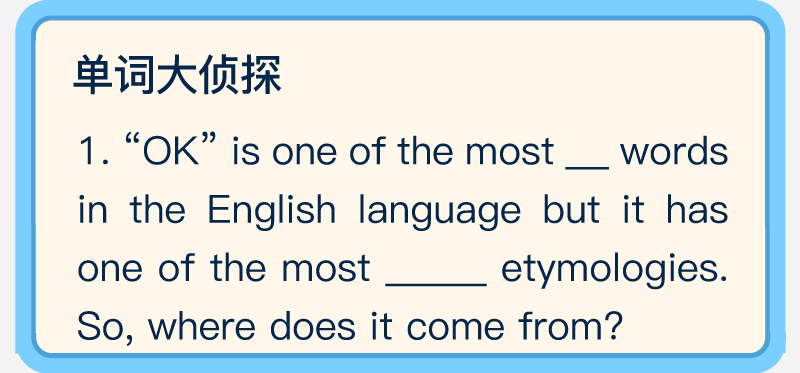 单词大侦探
1. “OK” is one of the most __ words
in the English language but it has
one of the most _____ etymologies.
So, where does it come from?